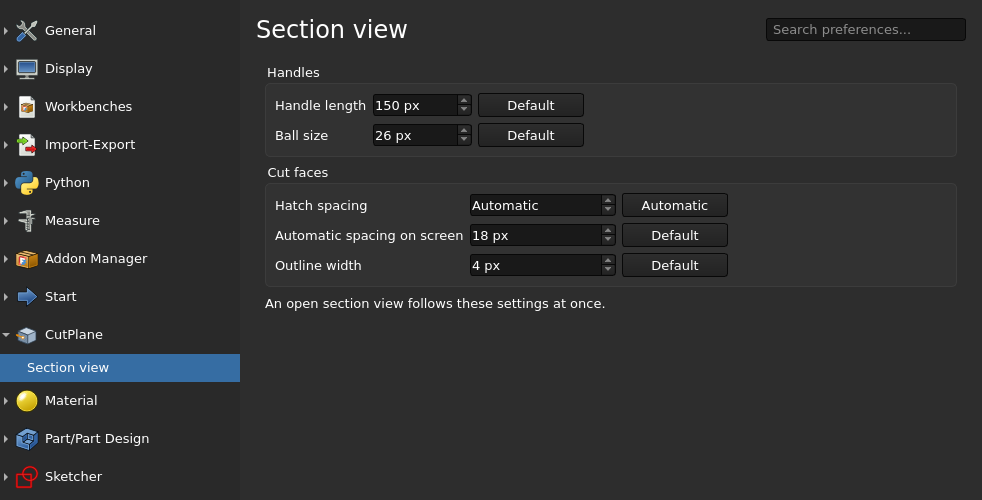 General
Display
Workbenches
Import-Export
Python
Measure
Addon Manager
Start
CutPlane
Section view
Material
Part/Part Design
Sketcher
Section view
Search preferences...
Handles
Handle length 150 px Default
Ball size 26 px Default
Cut faces
Hatch spacing Automatic Automatic
Automatic spacing on screen 18 px Default
Outline width 4 px Default
An open section view follows these settings at once.